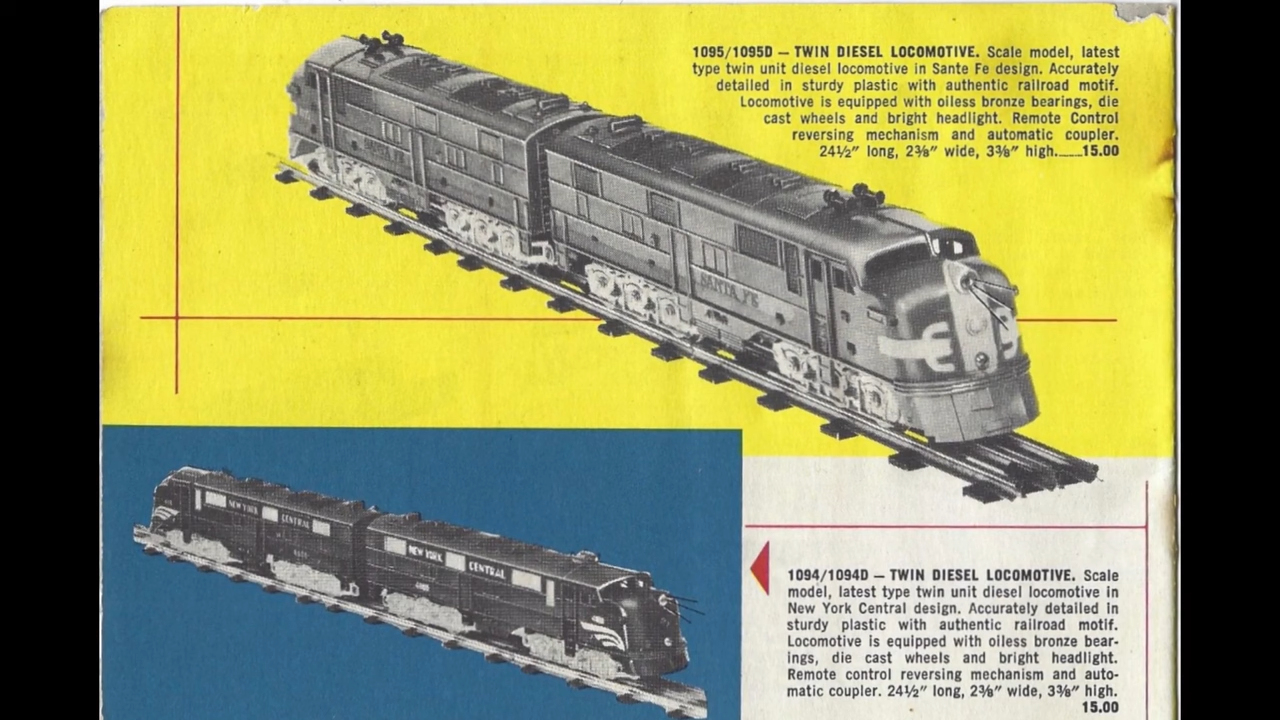 1095/1095D — TWIN DIESEL LOCOMOTIVE. Scale model, latest
type twin unit diesel locomotive in Sante Fe design. Accurately
detailed in sturdy plastic with authentic railroad motif.
Locomotive is equipped with oiless bronze bearings, die
cast wheels and bright headlight. Remote Control
reversing mechanism and automatic coupler.
24½" long, 2⅜" wide, 3⅜" high.......15.00
SANTA FE
SANTA FE
NEW YORK CENTRAL
NEW YORK CENTRAL
1094/1094D — TWIN DIESEL LOCOMOTIVE. Scale
model, latest type twin unit diesel locomotive in
New York Central design. Accurately detailed in
sturdy plastic with authentic railroad motif.
Locomotive is equipped with oiless bronze bear-
ings, die cast wheels and bright headlight.
Remote control reversing mechanism and auto-
matic coupler. 24½" long, 2⅜" wide, 3⅜" high.
15.00